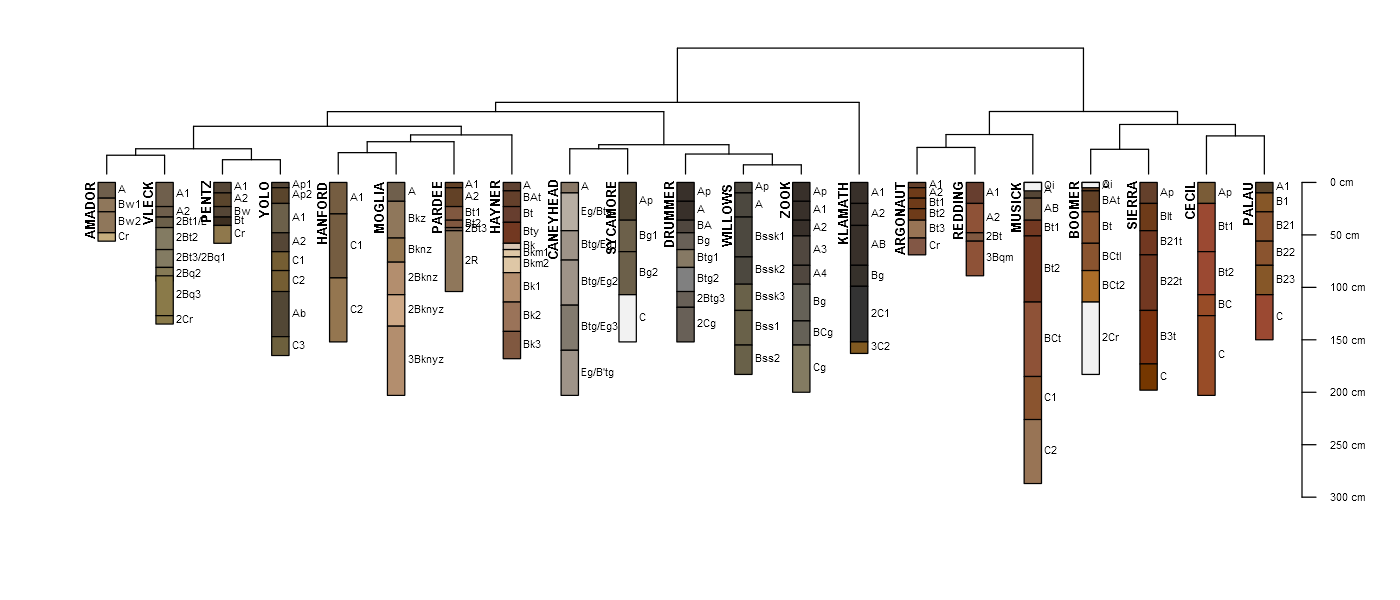 AMADOR
A
Bw1
Bw2
Cr
VLECK
A1
A2
2Bt2
2Bt3/2Bq1
2Bq2
2Bq3
2Cr
PENTZ
A1
A2
Bw
Bt
Cr
YOLO
Ap1
Ap2
A1
A2
C1
C2
Ab
C3
HANFORD
A1
C1
C2
MOGLIA
A
Bkz
Bknz
2Bknz
2Bknyz
3Bknyz
PARDEE
A1
A2
Bt1
Bt2
2Bt3
2R
HAYNER
A
BAt
Bt
Bty
Bk
Bkm1
Bkm2
Bk1
Bk2
Bk3
CANEYHEAD
A
Btg/Eg2
Btg/Eg3
Eg/B'tg
SYCAMORE
Ap
Bg1
Bg2
C
DRUMMER
Ap
A
BA
Bg
Btg1
Btg2
2Btg3
2Cg
WILLOWS
Ap
A
Bssk1
Bssk2
Bssk3
Bss1
Bss2
ZOOK
Ap
A1
A2
A3
A4
Bg
BCg
Cg
KLAMATH
A1
A2
AB
Bg
2C1
3C2
ARGONAUT
A1
A2
Bt1
Bt2
Bt3
Cr
REDDING
A1
A2
2Bt
3Bqm
MUSICK
Oi
A
AB
Bt1
Bt2
BCt
C1
C2
BOOMER
Oi
BAt
Bt
BCt1
BCt2
2Cr
SIERRA
Ap
BIt
B21t
B22t
B3t
C
CECIL
Ap
Bt1
Bt2
BC
C
PALAU
A1
B1
B21
B22
B23
C
0 cm
50 cm
100 cm
150 cm
200 cm
250 cm
300 cm